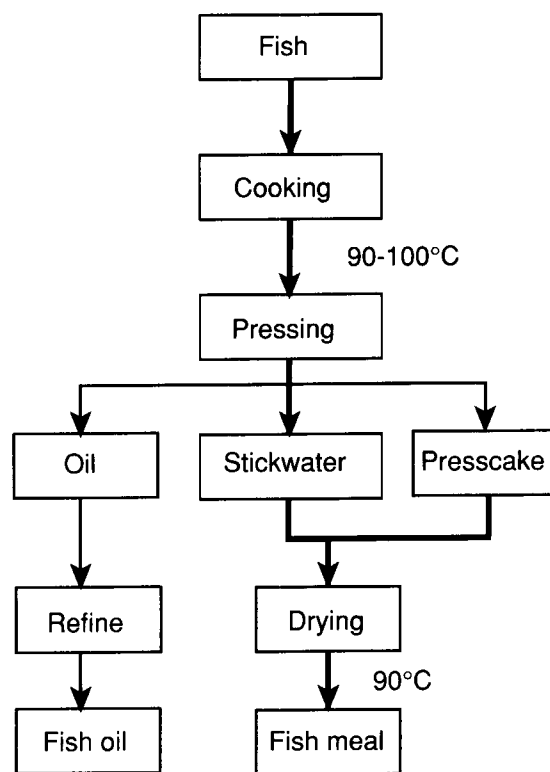 Fish
Cooking
90-100°C
Pressing
Oil
Stickwater
Presscake
Refine
Drying
90°C
Fish oil
Fish meal